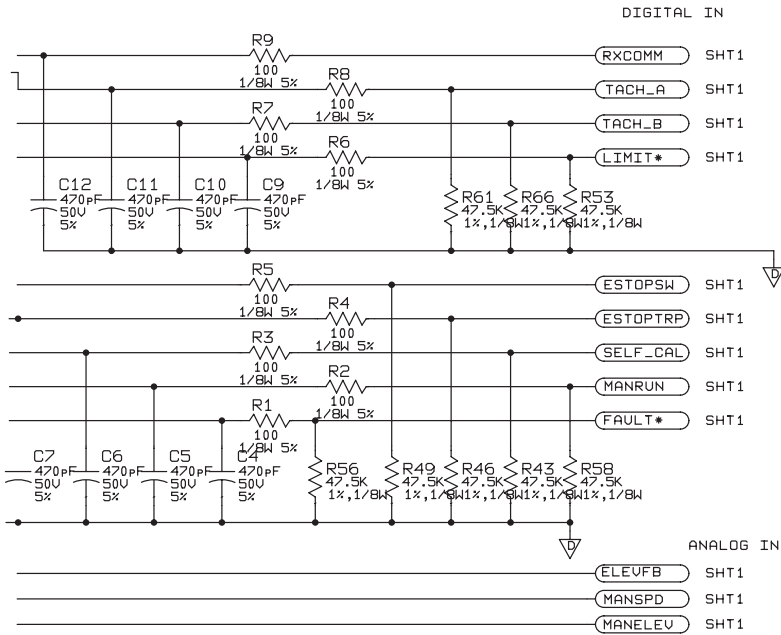 DIGITAL IN
R9
100
1/8W 5%
RXCOMM SHT1
R8
100
1/8W 5%
TACH_A SHT1
R7
100
1/8W 5%
TACH_B SHT1
R6
100
1/8W 5%
LIMIT* SHT1
C12
470pF
50V
5%
C11
470pF
50V
5%
C10
470pF
50V
5%
C9
470pF
50V
5%
R61
47.5K
1%,1/8W
R66
47.5K
1%,1/8W
R53
47.5K
1%,1/8W
D
R5
100
1/8W 5%
ESTOPSW SHT1
R4
100
1/8W 5%
ESTOPTRP SHT1
R3
100
1/8W 5%
SELF_CAL SHT1
R2
100
1/8W 5%
MANRUN SHT1
R1
100
1/8W 5%
FAULT* SHT1
C7
470pF
50V
5%
C6
470pF
50V
5%
C5
470pF
50V
5%
C4
470pF
50V
5%
R56
47.5K
1%,1/8W
R49
47.5K
1%,1/8W
R46
47.5K
1%,1/8W
R43
47.5K
1%,1/8W
R58
47.5K
1%,1/8W
D
ANALOG IN
ELEVFB SHT1
MANSPD SHT1
MANELEV SHT1